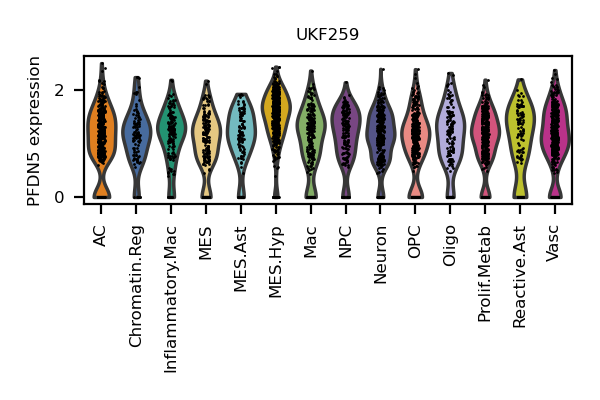 UKF259
PFDN5 expression
2
0
AC
Chromatin.Reg
Inflammatory.Mac
MES
MES.Ast
MES.Hyp
Mac
NPC
Neuron
OPC
Oligo
Prolif.Metab
Reactive.Ast
Vasc